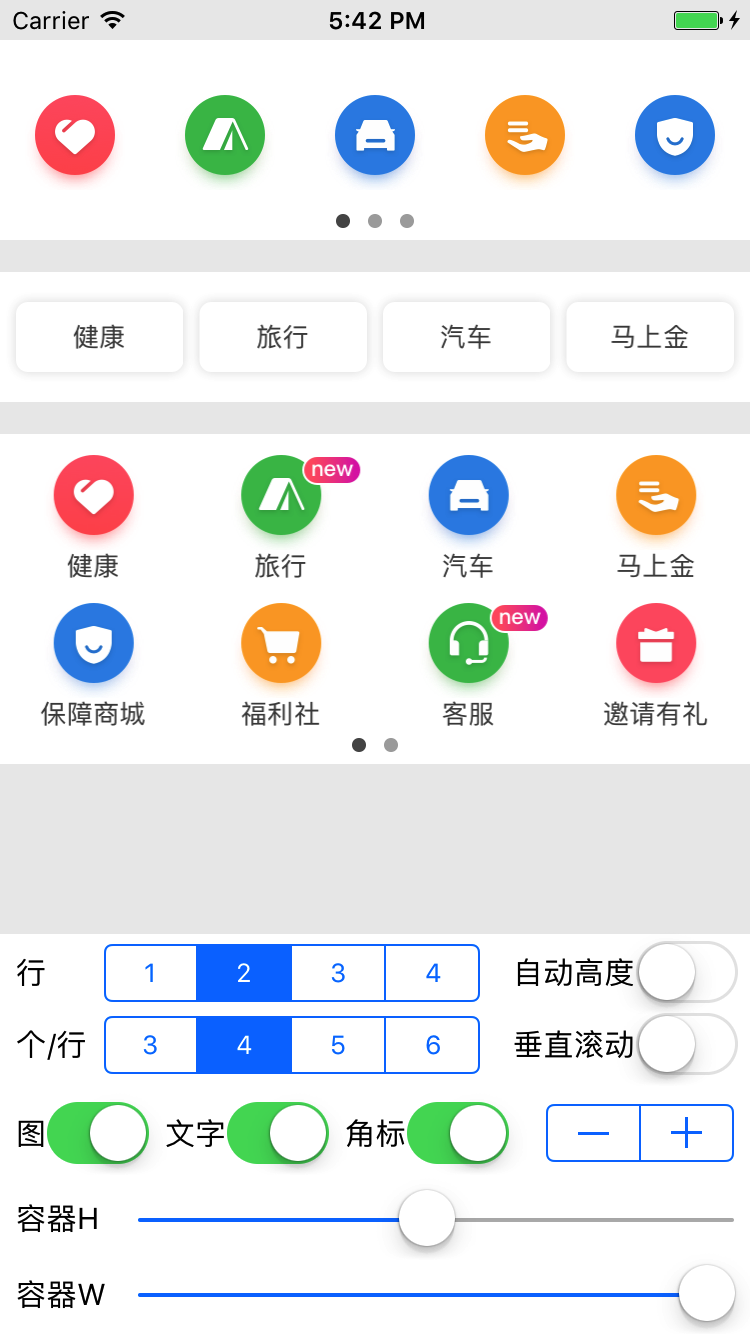 Carrier 5:42 PM
健康 旅行 汽车 马上金
new
健康 旅行 汽车 马上金
new
保障商城 福利社 客服 邀请有礼
行 1 2 3 4 自动高度
个/行 3 4 5 6 垂直滚动
图 文字 角标
容器H
容器W